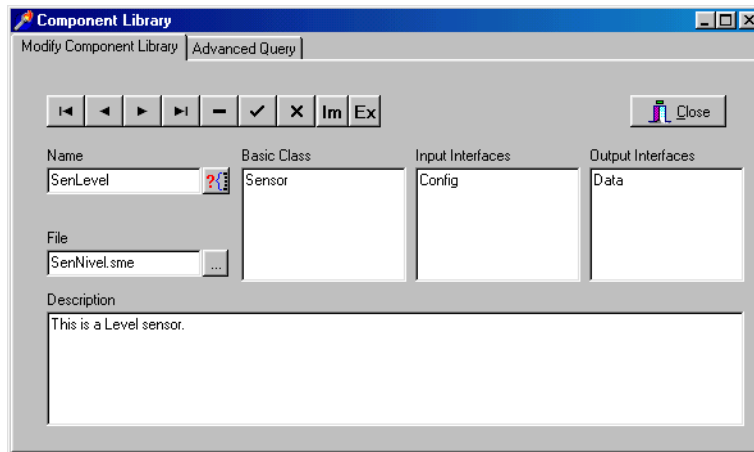 Component Library
Modify Component Library Advanced Query
Im Ex Close
Name Basic Class Input Interfaces Output Interfaces
SenLevel ?{ Sensor Config Data
File
SenNivel.sme ...
Description
This is a Level sensor.